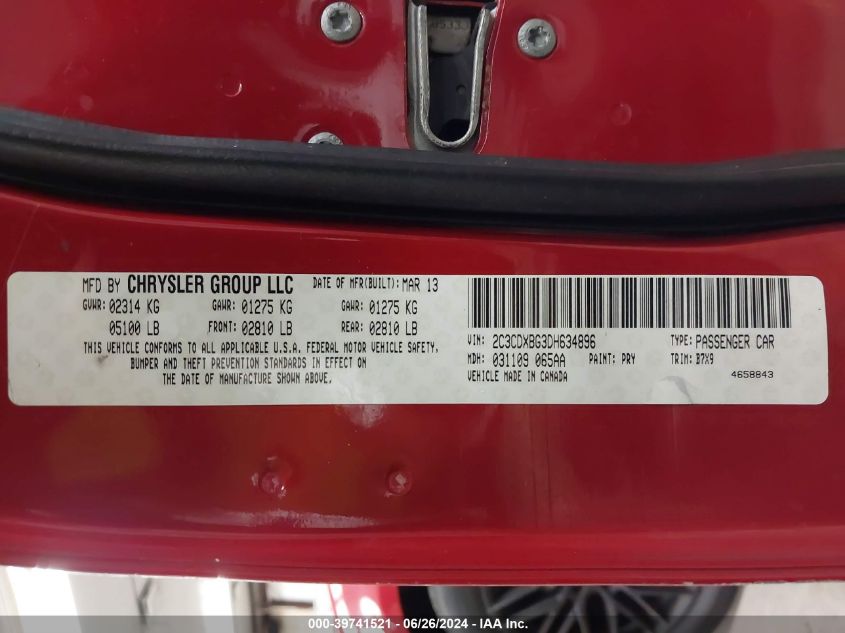 MFD BY CHRYSLER GROUP LLC DATE OF MFR(BUILT): MAR 13
GVWR: 02314 KG GAWR: 01275 KG GAWR: 01275 KG
05100 LB FRONT: 02810 LB REAR: 02810 LB
THIS VEHICLE CONFORMS TO ALL APPLICABLE U.S.A. FEDERAL MOTOR VEHICLE SAFETY,
BUMPER AND THEFT PREVENTION STANDARDS IN EFFECT ON
THE DATE OF MANUFACTURE SHOWN ABOVE.
VIN: 2C3CDXBG3DH634896 TYPE: PASSENGER CAR
MDH: 031109 065AA PAINT: PRY TRIM: B7X9
VEHICLE MADE IN CANADA 4658843
000-39741521 | 06/26/2024 | IAA Inc.